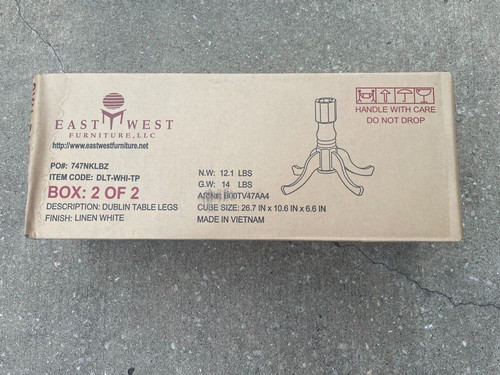 EAST WEST
FURNITURE, LLC
http://www.eastwestfurniture.net
HANDLE WITH CARE
DO NOT DROP
PO#: 747NKLBZ
ITEM CODE: DLT-WHI-TP
BOX: 2 OF 2
DESCRIPTION: DUBLIN TABLE LEGS
FINISH: LINEN WHITE
N.W: 12.1 LBS
G.W: 14 LBS
B00TV47AA4
CUBE SIZE: 26.7 IN x 10.6 IN x 6.6 IN
MADE IN VIETNAM